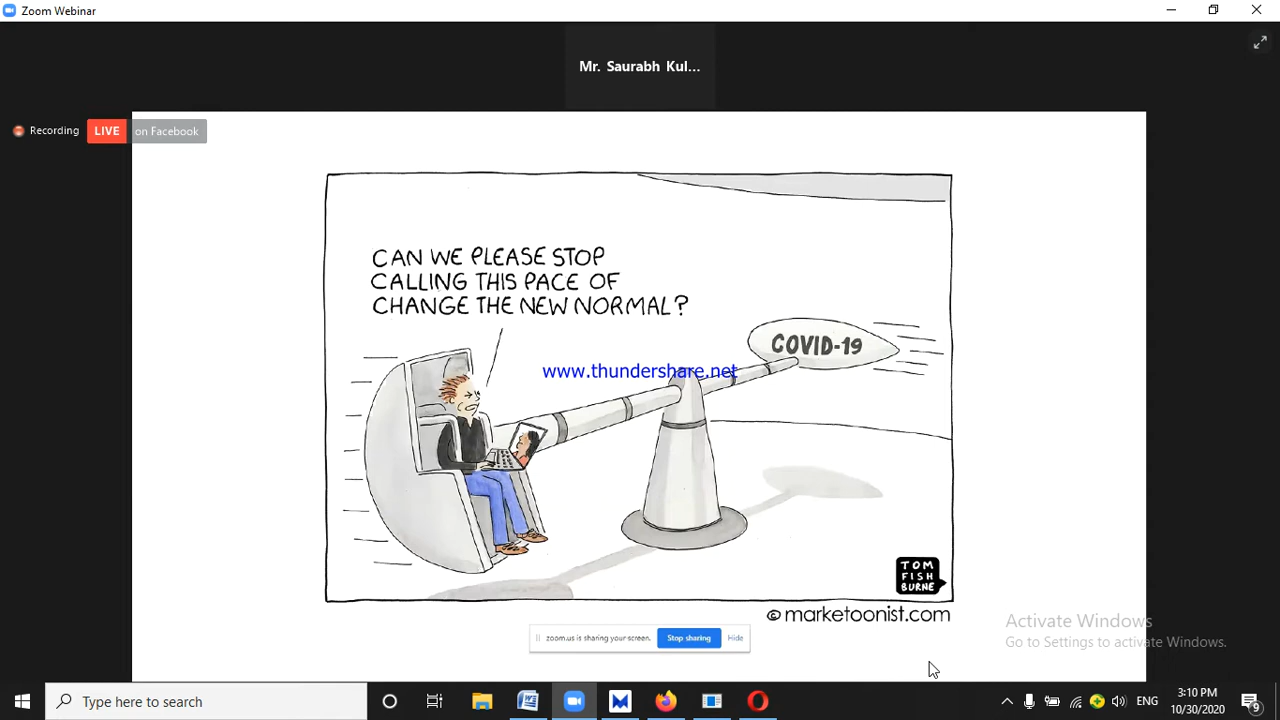 Zoom Webinar
Mr. Saurabh Kul...
Recording
LIVE
on Facebook
CAN WE PLEASE STOP
CALLING THIS PACE OF
CHANGE THE NEW NORMAL?
COVID-19
www.thundershare.net
TOM
FISH
BURNE
© marketoonist.com
zoom.us is sharing your screen.
Stop sharing
Hide
Activate Windows
Go to Settings to activate Windows.
Type here to search
W
ENG
3:10 PM
10/30/2020
9